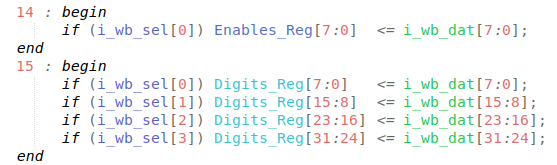 14 : begin
if (i_wb_sel[0]) Enables_Reg[7:0] <= i_wb_dat[7:0];
end
15 : begin
if (i_wb_sel[0]) Digits_Reg[7:0] <= i_wb_dat[7:0];
if (i_wb_sel[1]) Digits_Reg[15:8] <= i_wb_dat[15:8];
if (i_wb_sel[2]) Digits_Reg[23:16] <= i_wb_dat[23:16];
if (i_wb_sel[3]) Digits_Reg[31:24] <= i_wb_dat[31:24];
end